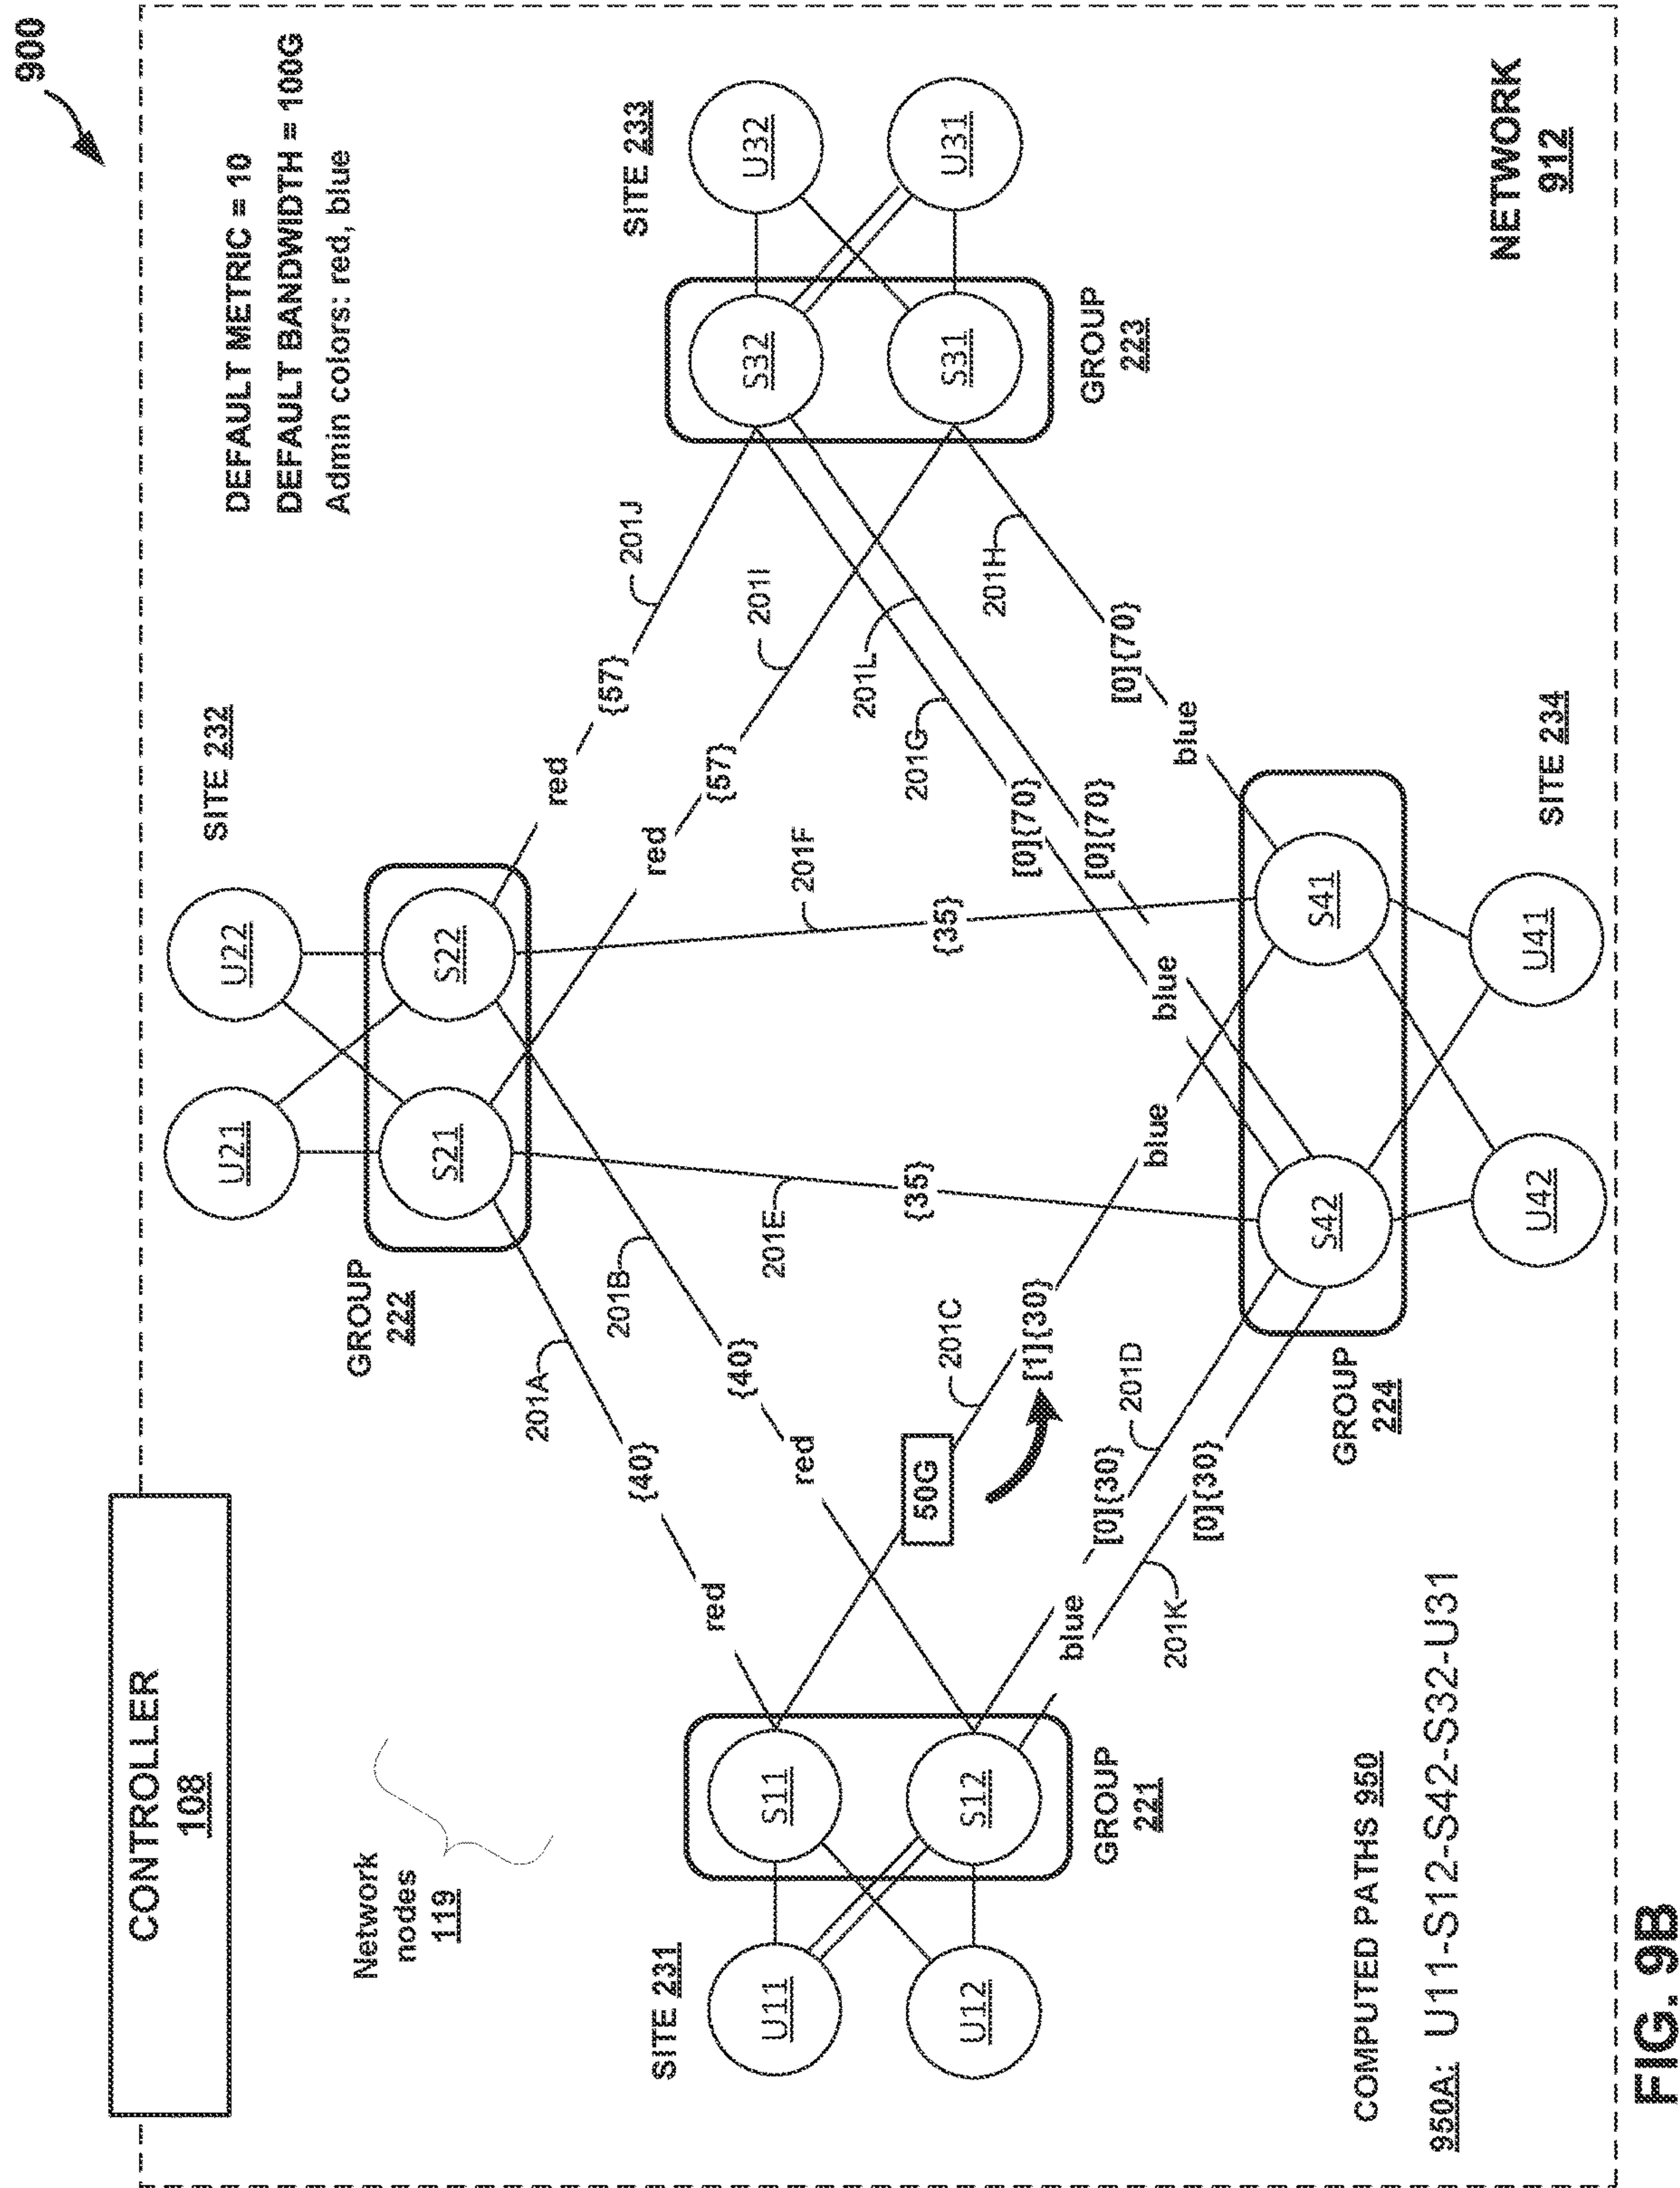 900
CONTROLLER
108
DEFAULT METRIC = 10
DEFAULT BANDWIDTH = 100G
Admin colors: red, blue
Network
nodes
119
SITE 232
U21
U22
S21
S22
GROUP
222
SITE 231
U11
U12
S11
S12
GROUP
221
SITE 233
S32
S31
U32
U31
GROUP
223
red
{40}
201A
red
{40}
201B
50G
201C
[1]{30}
blue
blue
[0]{30}
201D
201K
[0]{30}
201E
{35}
201F
{35}
red
{57}
201J
red
{57}
201I
201L
201G
[0]{70}
[0]{70}
blue
201H
[0]{70}
blue
S42
S41
U42
U41
GROUP
224
SITE 234
NETWORK
912
COMPUTED PATHS 950
950A: U11-S12-S42-S32-U31
FIG. 9B